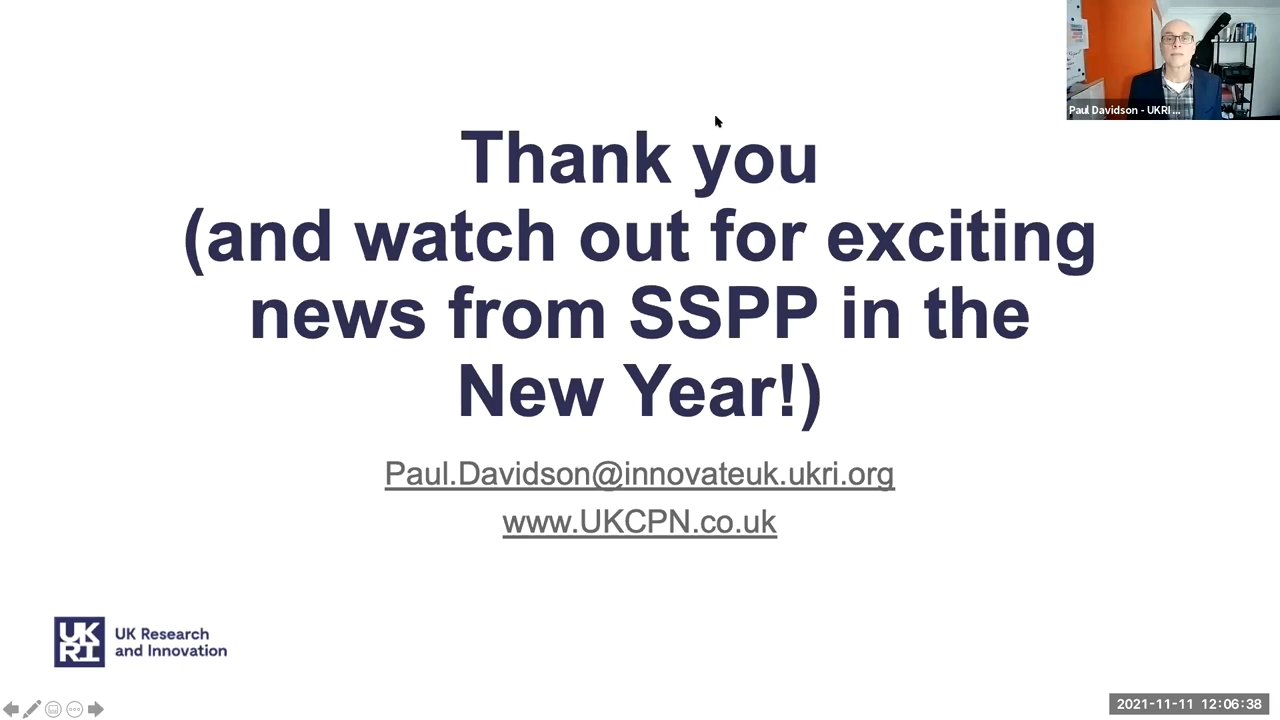 Paul Davidson - UKRI ...
Thank you
(and watch out for exciting
news from SSPP in the
New Year!)
Paul.Davidson@innovateuk.ukri.org
www.UKCPN.co.uk
UK
RI
UK Research
and Innovation
2021-11-11 12:06:38